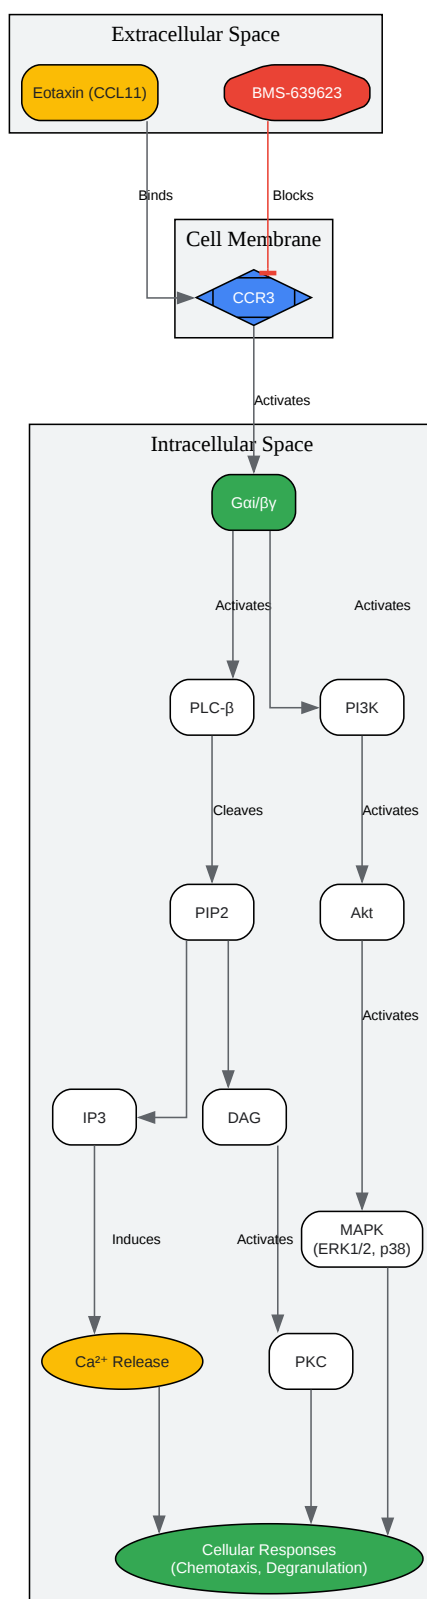 Extracellular Space
Eotaxin (CCL11)
BMS-639623
Binds
Blocks
Cell Membrane
CCR3
Activates
Intracellular Space
Gαi/βγ
Activates
Activates
PLC-β
PI3K
Cleaves
Activates
PIP2
Akt
Activates
IP3
DAG
MAPK
(ERK1/2, p38)
Induces
Activates
Ca²⁺ Release
PKC
Cellular Responses
(Chemotaxis, Degranulation)